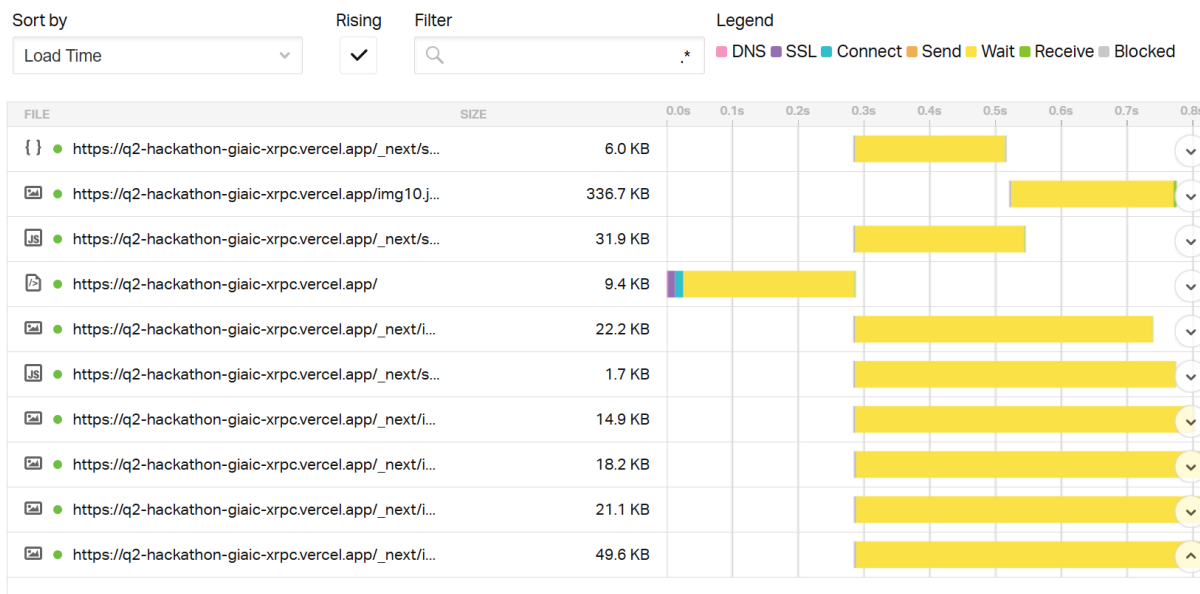 Sort by Rising Filter Legend
Load Time .* DNS SSL Connect Send Wait Receive Blocked
FILE SIZE 0.0s 0.1s 0.2s 0.3s 0.4s 0.5s 0.6s 0.7s 0.8s
{ } https://q2-hackathon-giaic-xrpc.vercel.app/_next/s... 6.0 KB
https://q2-hackathon-giaic-xrpc.vercel.app/img10.j... 336.7 KB
JS https://q2-hackathon-giaic-xrpc.vercel.app/_next/s... 31.9 KB
</> https://q2-hackathon-giaic-xrpc.vercel.app/ 9.4 KB
https://q2-hackathon-giaic-xrpc.vercel.app/_next/i... 22.2 KB
JS https://q2-hackathon-giaic-xrpc.vercel.app/_next/s... 1.7 KB
https://q2-hackathon-giaic-xrpc.vercel.app/_next/i... 14.9 KB
https://q2-hackathon-giaic-xrpc.vercel.app/_next/i... 18.2 KB
https://q2-hackathon-giaic-xrpc.vercel.app/_next/i... 21.1 KB
https://q2-hackathon-giaic-xrpc.vercel.app/_next/i... 49.6 KB